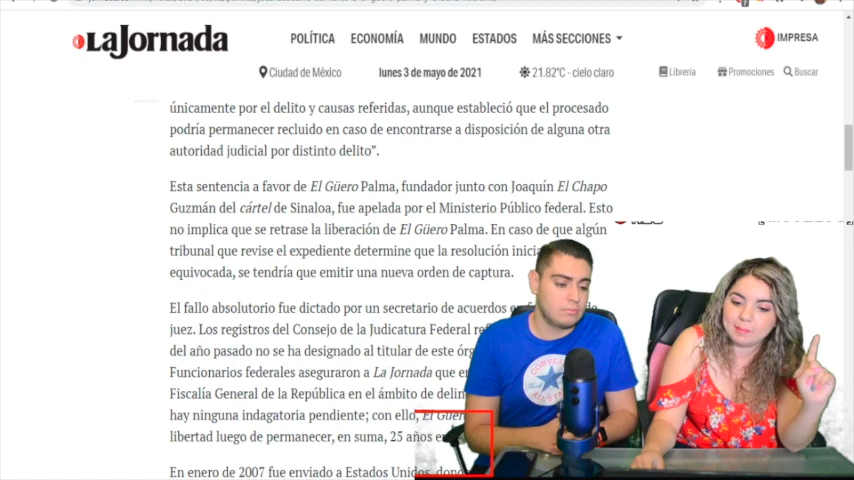 LaJornada
POLÍTICA ECONOMÍA MUNDO ESTADOS MÁS SECCIONES
IMPRESA
Ciudad de México lunes 3 de mayo de 2021 21.82°C - cielo claro Librería Promociones Buscar
únicamente por el delito y causas referidas, aunque estableció que el procesado
podría permanecer recluido en caso de encontrarse a disposición de alguna otra
autoridad judicial por distinto delito”.
Esta sentencia a favor de El Güero Palma, fundador junto con Joaquín El Chapo
Guzmán del cártel de Sinaloa, fue apelada por el Ministerio Público federal. Esto
no implica que se retrase la liberación de El Güero Palma. En caso de que algún
tribunal que revise el expediente determine que la resolución
equivocada, se tendría que emitir una nueva orden de captura.
El fallo absolutorio fue dictado por un secretario de acuerdos
juez. Los registros del Consejo de la Judicatura Federal
del año pasado no se ha designado al titular de este
Funcionarios federales aseguraron a La Jornada que
Fiscalía General de la República en el ámbito de
hay ninguna indagatoria pendiente; con ello, El
libertad luego de permanecer, en suma, 25 años
En enero de 2007 fue enviado a Estados Unidos,
CONVERSE